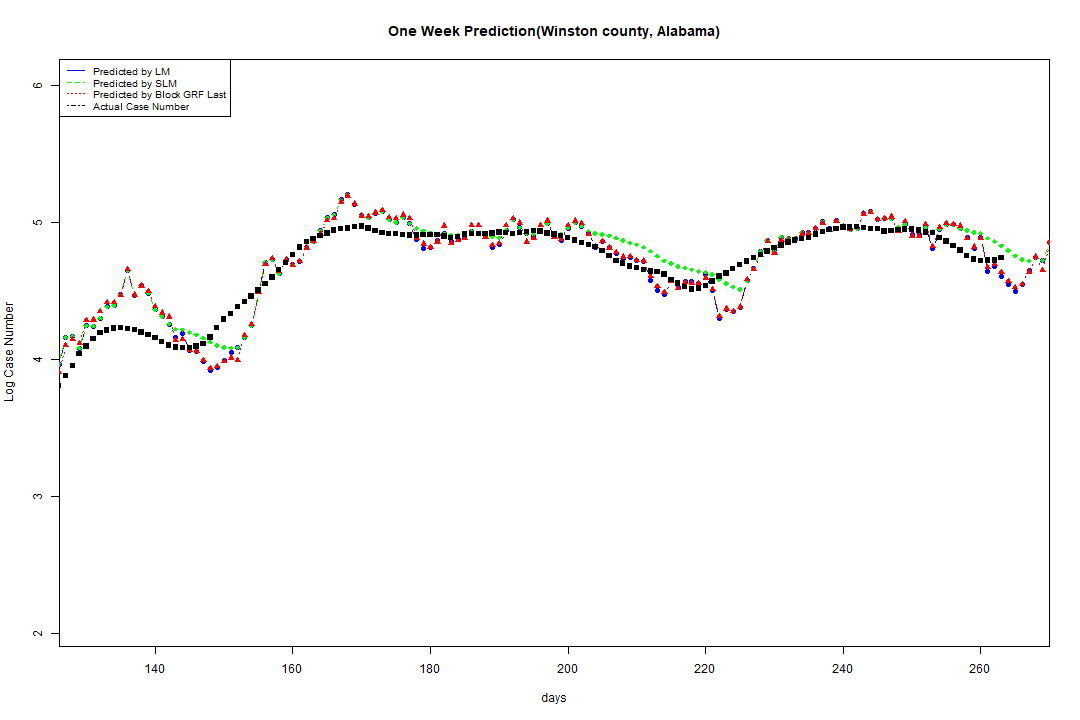 One Week Prediction(Winston county, Alabama)
Predicted by LM
Predicted by SLM
Predicted by Block GRF Last
Actual Case Number
6
5
4
3
2
Log Case Number
140 160 180 200 220 240 260
days